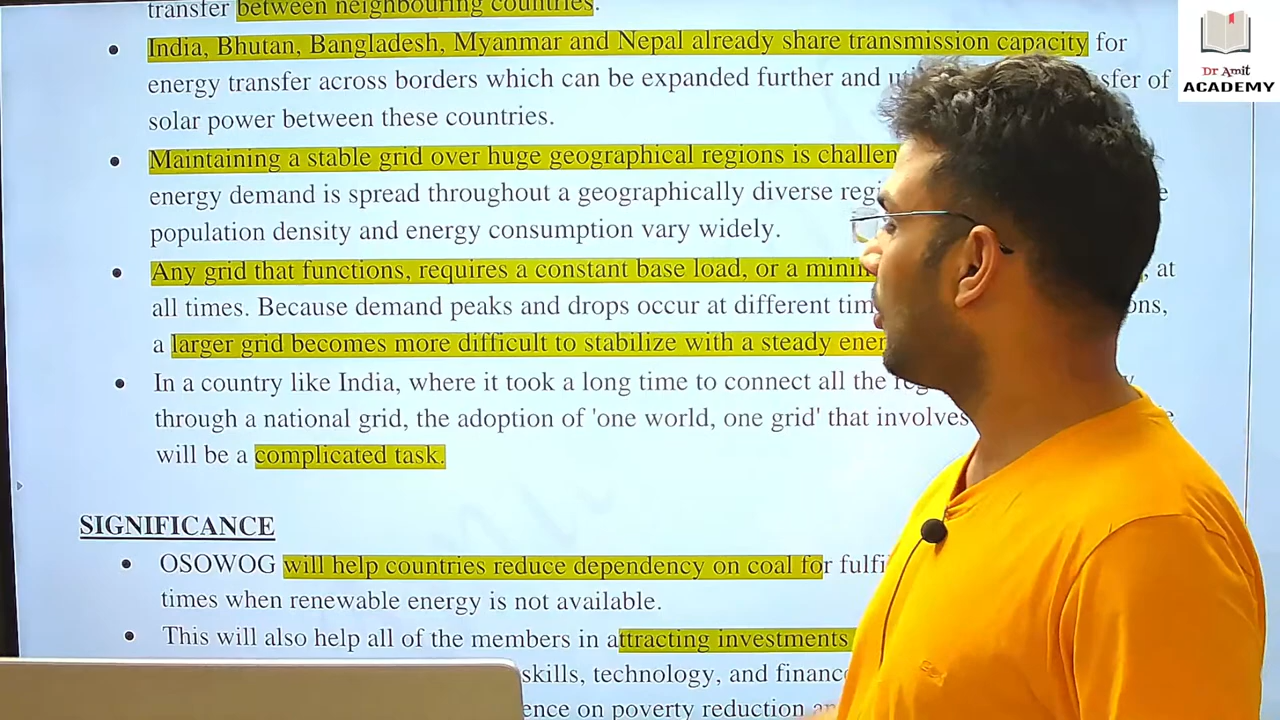 transfer between neighbouring countries.
India, Bhutan, Bangladesh, Myanmar and Nepal already share transmission capacity for
energy transfer across borders which can be expanded further and sfer of
solar power between these countries.
Maintaining a stable grid over huge geographical regions is
energy demand is spread throughout a geographically diverse
population density and energy consumption vary widely.
Any grid that functions, requires a constant base load, or a , at
all times. Because demand peaks and drops occur at different
a larger grid becomes more difficult to stabilize with a steady
In a country like India, where it took a long time to connect all the
through a national grid, the adoption of 'one world, one grid' that involves
will be a complicated task.
SIGNIFICANCE
OSOWOG will help countries reduce dependency on coal for
times when renewable energy is not available.
This will also help all of the members in attracting investments
skills, technology, and
on poverty reduction
Dr Amit
ACADEMY